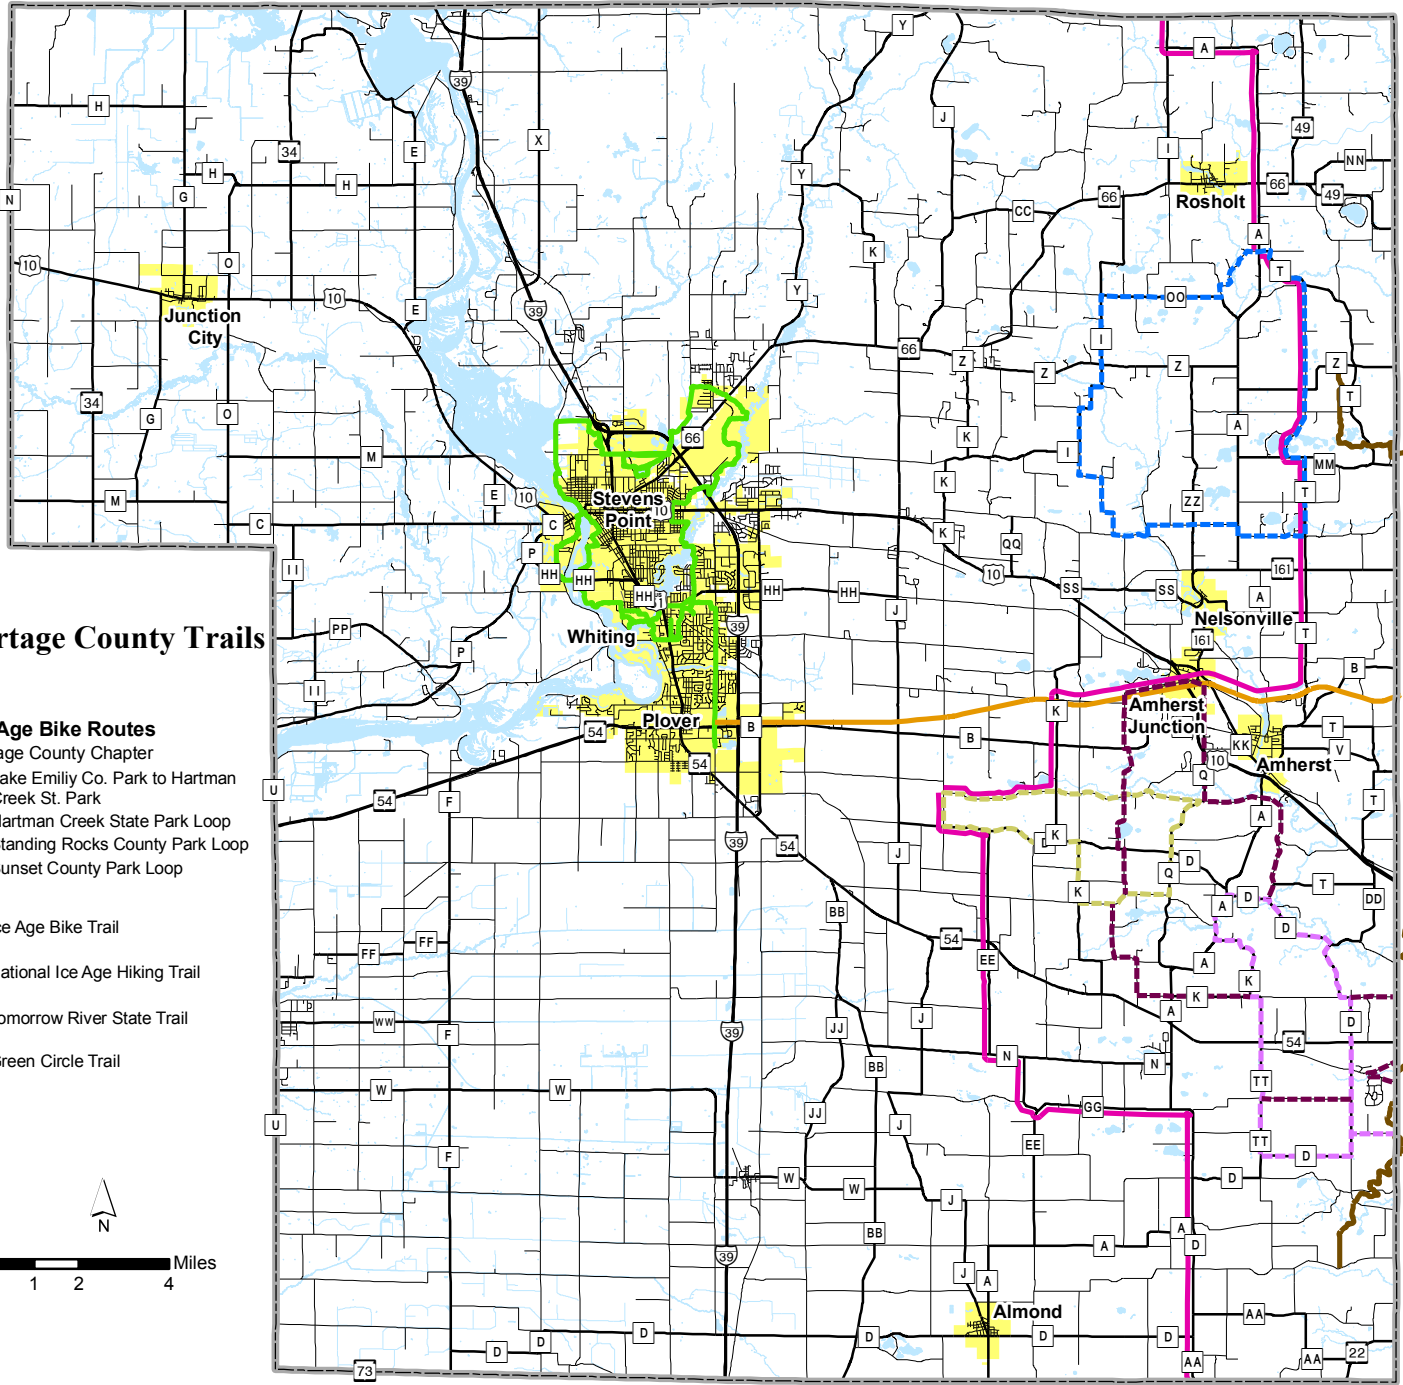 rtage County Trails
Age Bike Routes
age County Chapter
ake Emiliy Co. Park to Hartman
Creek St. Park
Hartman Creek State Park Loop
Standing Rocks County Park Loop
Sunset County Park Loop
ce Age Bike Trail
National Ice Age Hiking Trail
omorrow River State Trail
Green Circle Trail
N
Miles
1 2 4
Y
A
39
J
H
49
X
I
E
34
NN
H
Y
H
66
66
49
G
N
Rosholt
CC
A
K
O
10
T
Y
OO
10
Junction
City
E
39
I
66
Z
Z
Z
Z
T
34
G
O
A
K
66
I
M
MM
K
E
10
T
M
Stevens
Point
10
ZZ
C
C
K
QQ
P
II
HH
HH
10
161
HH
HH
SS
SS
A
HH
51
J
Nelsonville
39
PP
Whiting
161
T
P
B
II
Amherst
Junction
K
Plover
B
54
B
T
KK
V
10
Amherst
54
Q
U
54
F
T
A
K
D
39
54
J
D
Q
T
K
D
DD
A
BB
D
54
FF
FF
EE
A
K
K
A
J
WW
D
F
39
JJ
54
N
N
BB
TT
W
W
GG
JJ
J
U
EE
TT
F
D
W
D
W
J
A
BB
A
D
39
J
A
Almond
AA
D
D
D
D
D
D
22
AA
AA
73